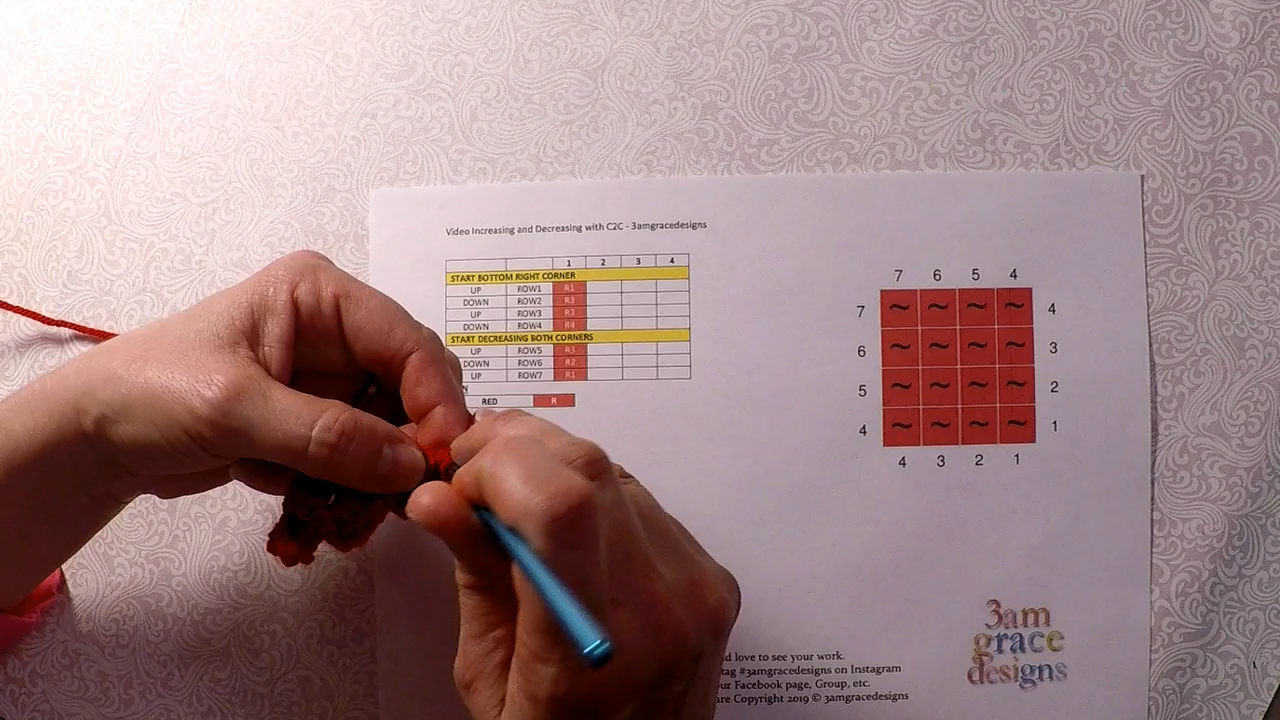 Video Increasing and Decreasing with C2C - 3amgracedesigns
1 2 3 4
START BOTTOM RIGHT CORNER
UP ROW1 R1
DOWN ROW2 R3
UP ROW3 R3
DOWN ROW4 R4
START DECREASING BOTH CORNERS
UP ROW5 R3
DOWN ROW6 R2
UP ROW7 R1
N
RED R
7 6 5 4
7 ~ ~ ~ ~ 4
6 ~ ~ ~ ~ 3
5 ~ ~ ~ ~ 2
4 ~ ~ ~ ~ 1
4 3 2 1
3am
grace
designs
d love to see your work.
tag #3amgracedesigns on Instagram
ur Facebook page, Group, etc.
are Copyright 2019 © 3amgracedesigns